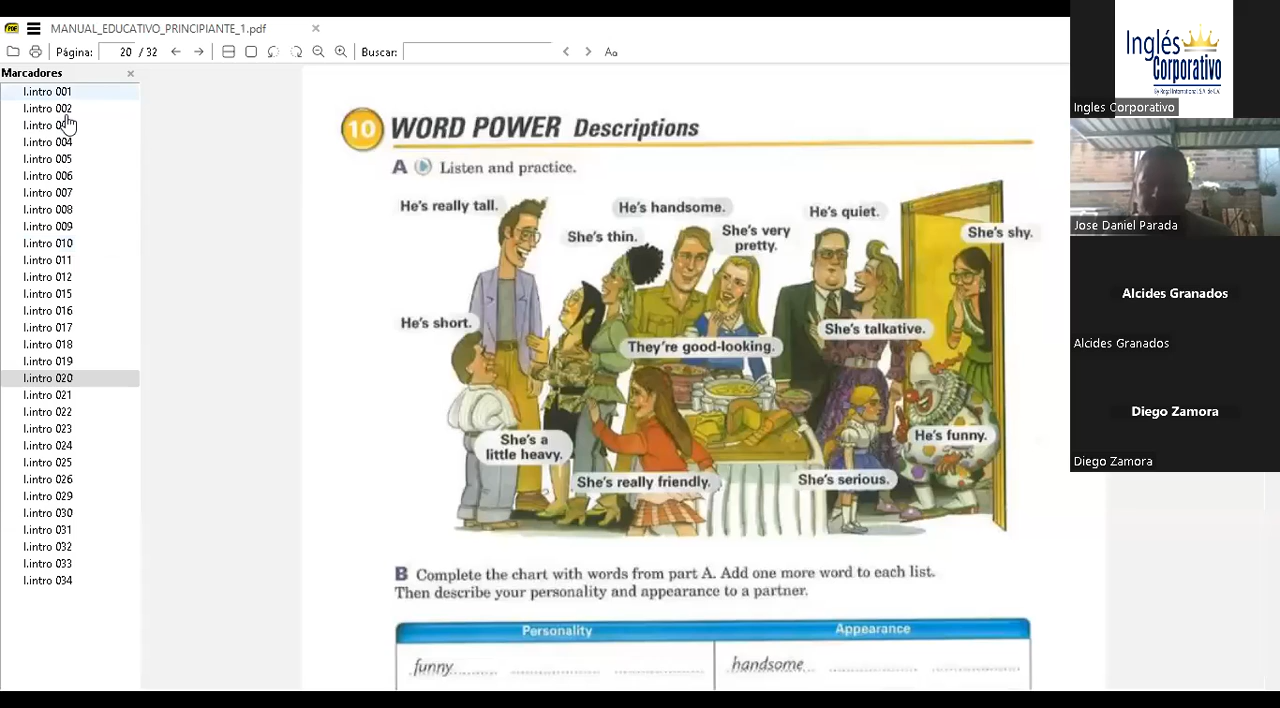 MANUAL_EDUCATIVO_PRINCIPIANTE_1.pdf
Página: 20 / 32
Buscar:
Aa
Marcadores
I.intro 001
I.intro 002
I.intro
I.intro 004
I.intro 005
I.intro 006
I.intro 007
I.intro 008
I.intro 009
I.intro 010
I.intro 011
I.intro 012
I.intro 015
I.intro 016
I.intro 017
I.intro 018
I.intro 019
I.intro 020
I.intro 021
I.intro 022
I.intro 023
I.intro 024
I.intro 025
I.intro 026
I.intro 029
I.intro 030
I.intro 031
I.intro 032
I.intro 033
I.intro 034
10 WORD POWER Descriptions
A Listen and practice.
He's really tall.
He's handsome.
He's quiet.
She's thin.
She's very
pretty.
She's shy.
He's short.
She's talkative.
They're good-looking.
She's a
little heavy.
He's funny.
She's really friendly.
She's serious.
B Complete the chart with words from part A. Add one more word to each list.
Then describe your personality and appearance to a partner.
Personality Appearance
funny handsome
Inglés
Corporativo
Ingles Corporativo
Jose Daniel Parada
Alcides Granados
Alcides Granados
Diego Zamora
Diego Zamora